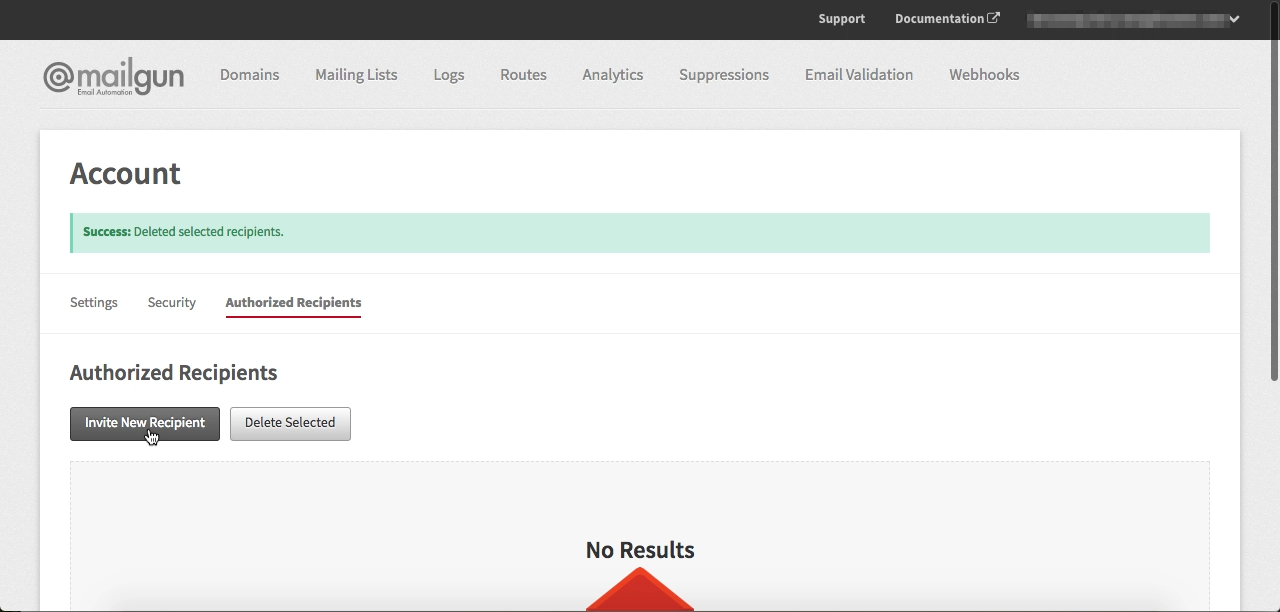 Support Documentation
@mailgun
Email Automation
Domains Mailing Lists Logs Routes Analytics Suppressions Email Validation Webhooks
Account
Success: Deleted selected recipients.
Settings Security Authorized Recipients
Authorized Recipients
Invite New Recipient Delete Selected
No Results